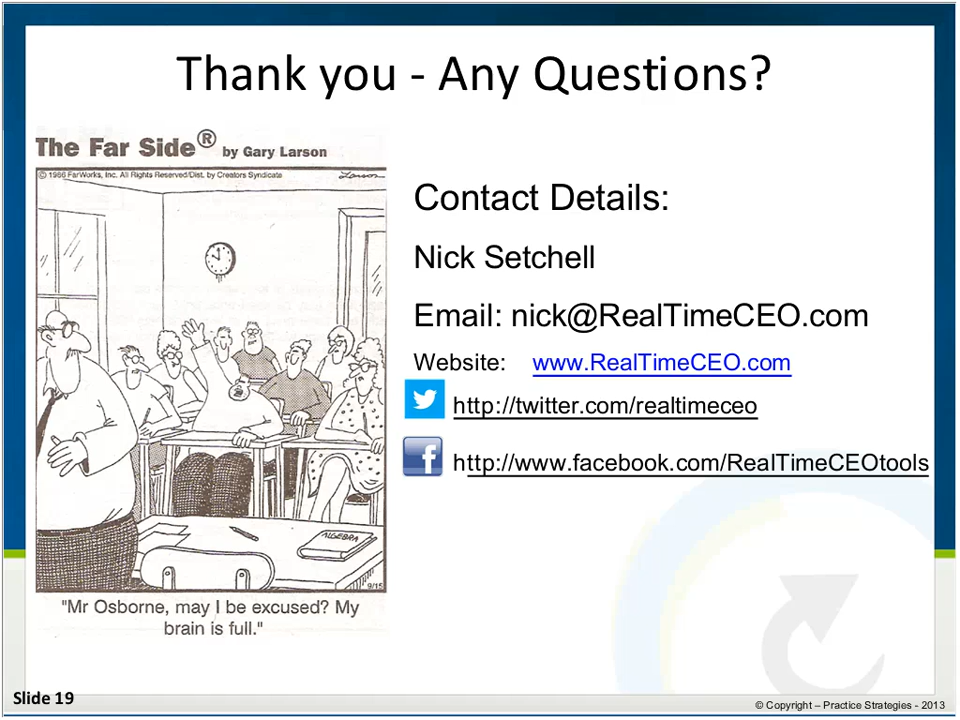 Thank you - Any Questions?
The Far Side® by Gary Larson
© 1986 FarWorks, Inc. All Rights Reserved/Dist. by Creators Syndicate
Larson
Contact Details:
Nick Setchell
Email: nick@RealTimeCEO.com
Website: www.RealTimeCEO.com
http://twitter.com/realtimeceo
http://www.facebook.com/RealTimeCEOtools
ALGEBRA
9/15
"Mr Osborne, may I be excused? My
brain is full."
Slide 19
© Copyright – Practice Strategies - 2013